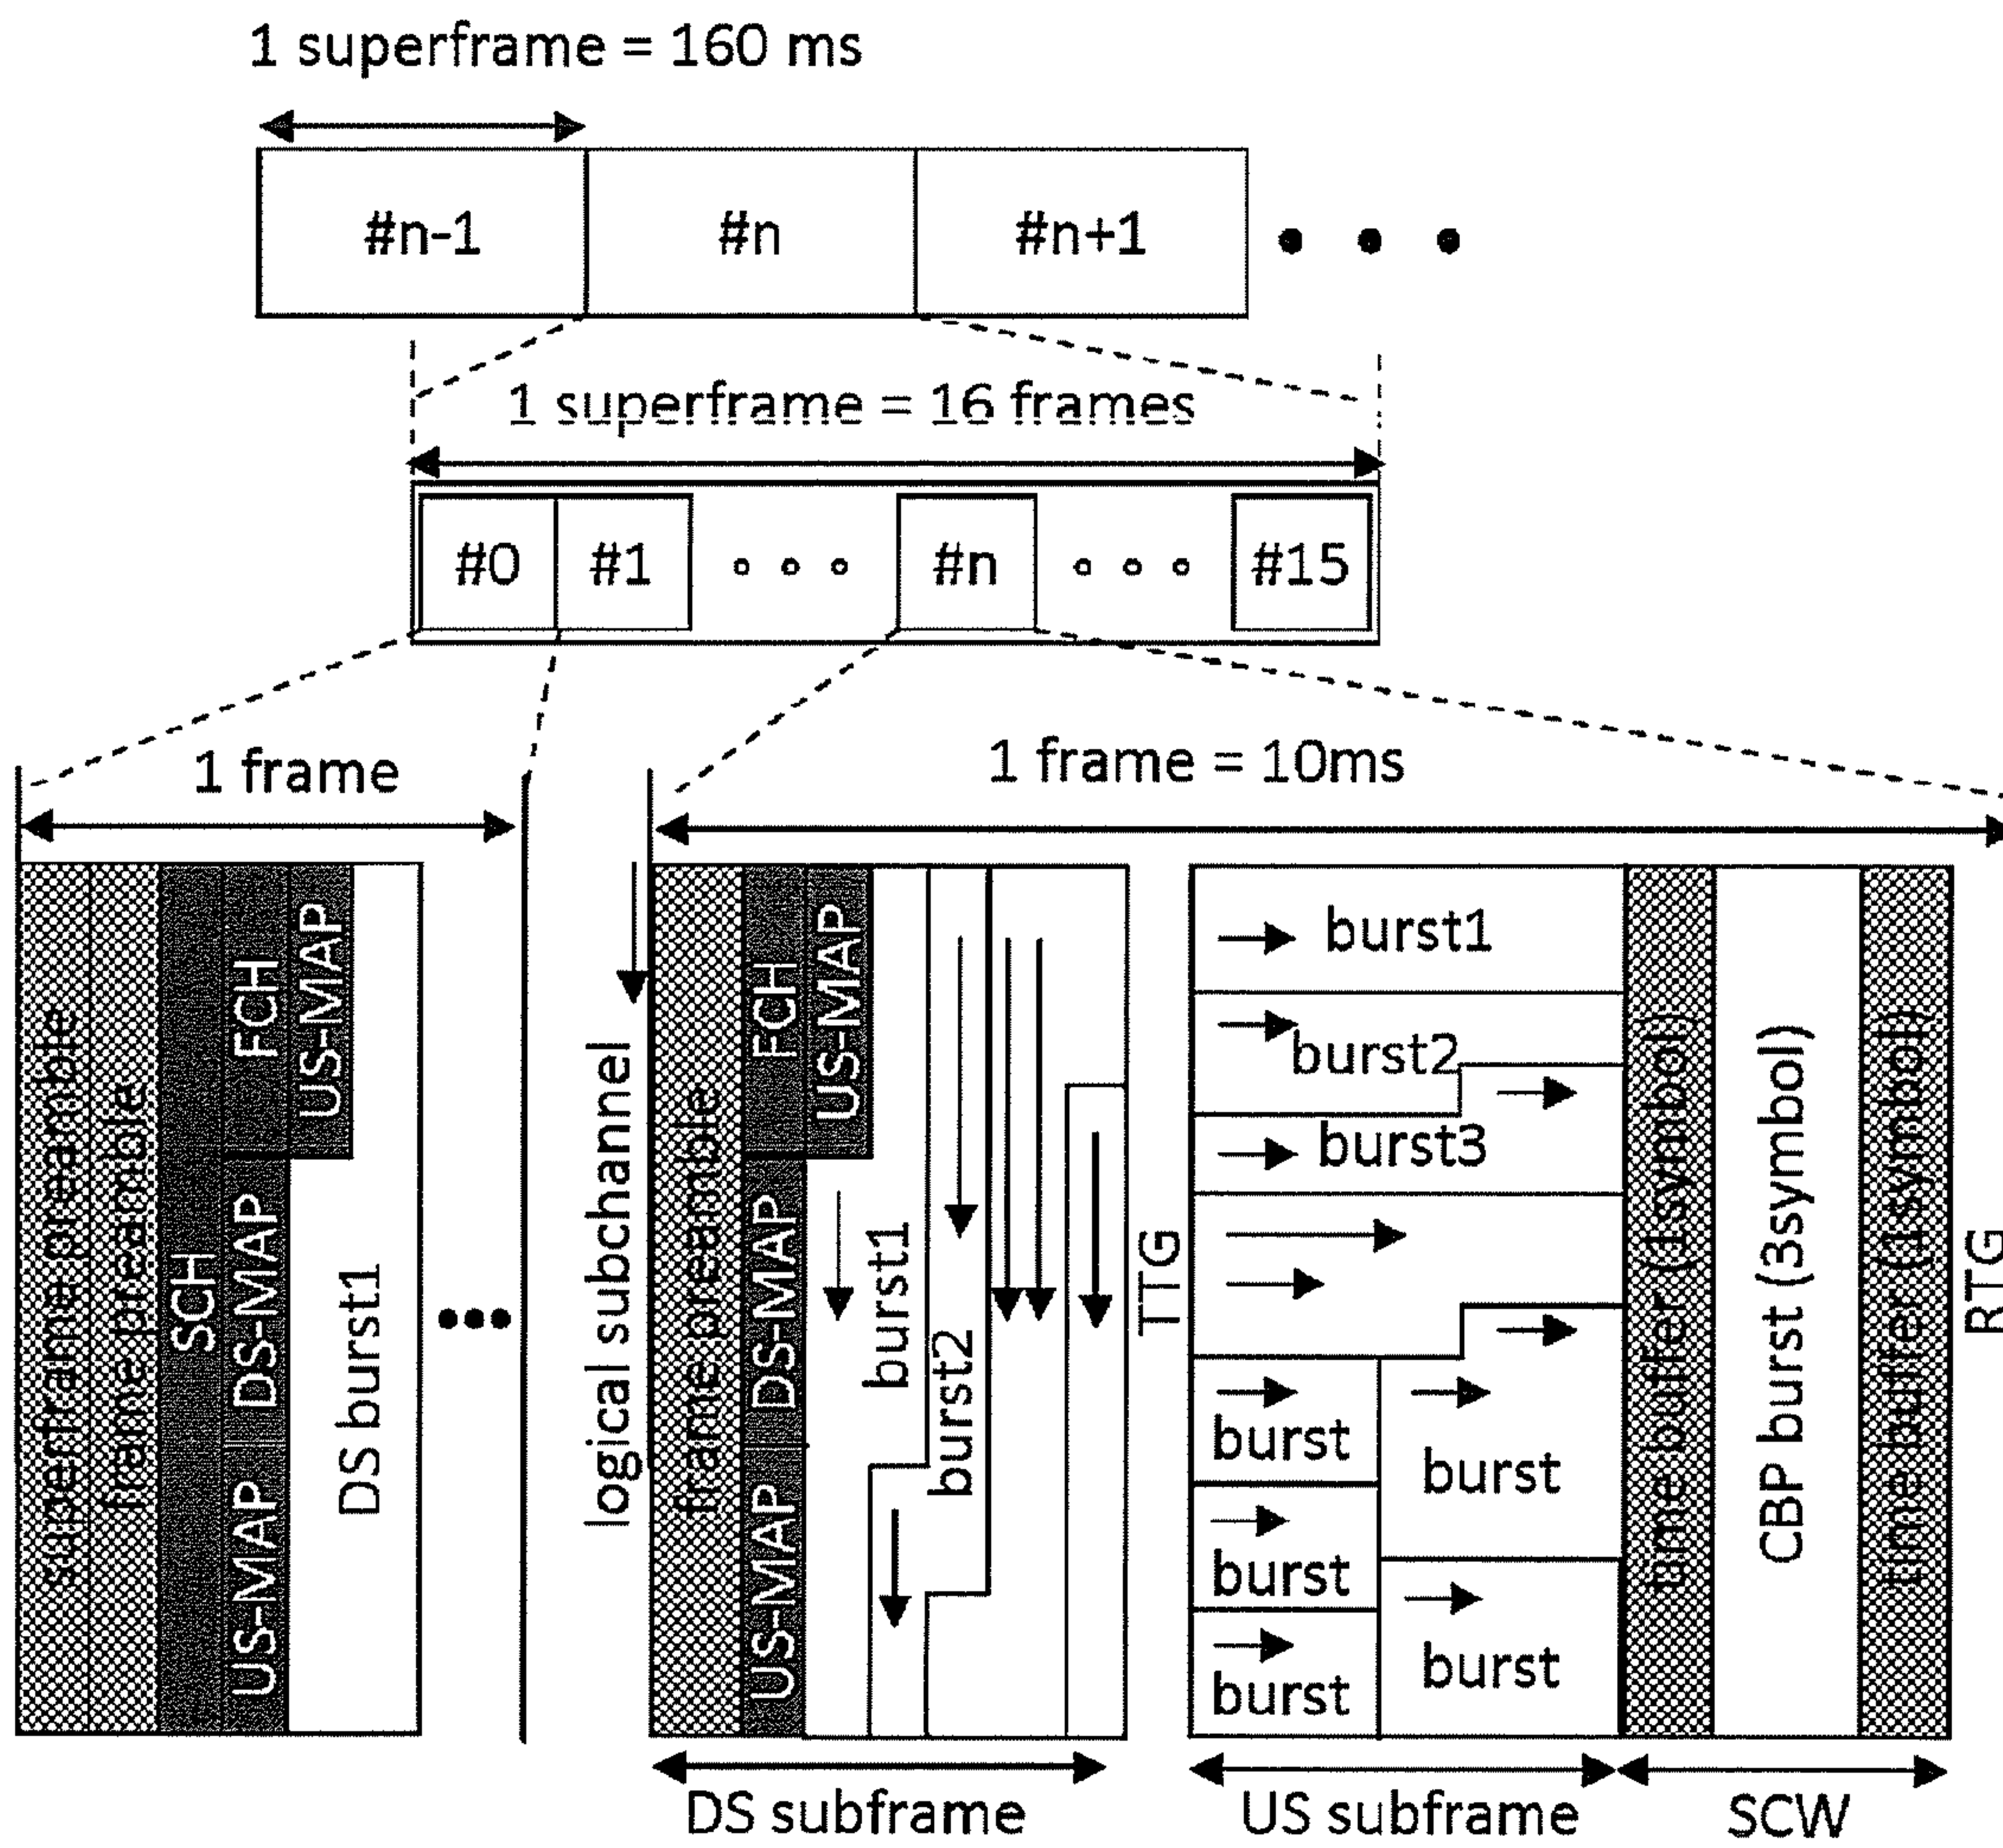 1 superframe = 160 ms
#n-1
#n
#n+1
1 superframe = 16 frames
#0
#1
#n
#15
1 frame
1 frame = 10ms
superframe preamble
frame preamble
SCH
FCH
DS-MAP
US-MAP
US-MAP
DS burst1
logical subchannel
frame preamble
FCH
DS-MAP
US-MAP
US-MAP
burst1
burst2
TTG
burst1
burst2
burst3
burst
burst
burst
burst
burst
time buffer (1symbol)
CBP burst (3symbol)
time buffer (1symbol)
RTG
DS subframe
US subframe
SCW